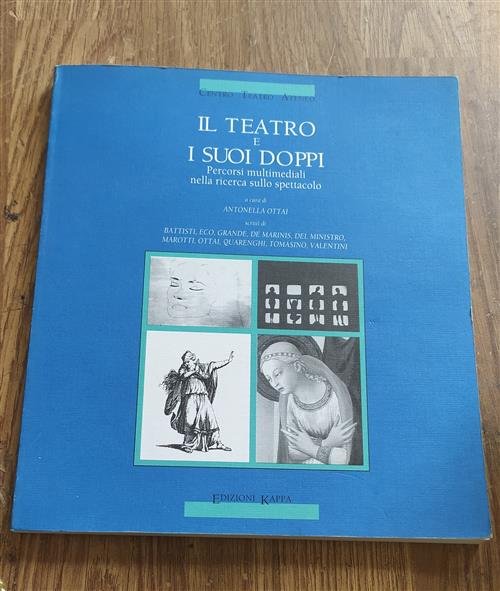 CENTRO TEATRO ATENEO
IL TEATRO
E
I SUOI DOPPI
Percorsi multimediali
nella ricerca sullo spettacolo
a cura di
ANTONELLA OTTAI
scritti di
BATTISTI, ECO, GRANDE, DE MARINIS, DEL MINISTRO,
MAROTTI, OTTAI, QUARENGHI, TOMASINO, VALENTINI
EDIZIONI KAPPA